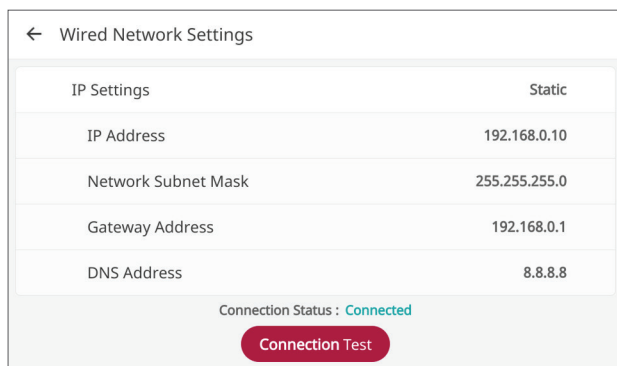 ← Wired Network Settings
IP Settings Static
IP Address 192.168.0.10
Network Subnet Mask 255.255.255.0
Gateway Address 192.168.0.1
DNS Address 8.8.8.8
Connection Status : Connected
Connection Test